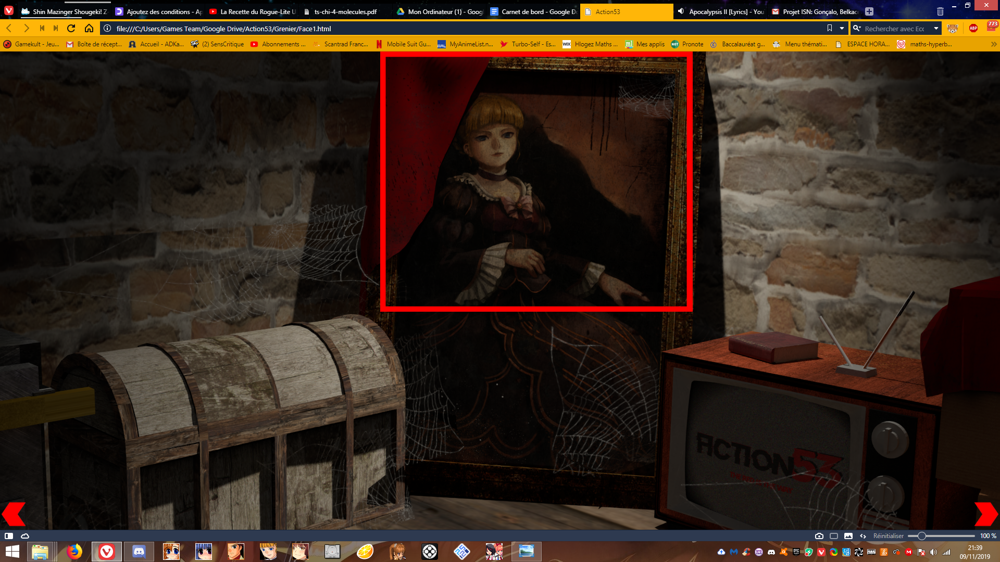 Shin Mazinger Shougeki! Z-
Ajoutez des conditions - Ap
La Recette du Rogue-Lite U
ts-chi-4-molecules.pdf
Mon Ordinateur (1) - Goog
Carnet de bord - Google D
Action53
Apocalypsis II [Lyrics] - You
Projet ISN: Gonçalo, Belkac
file:///C:/Users/Games Team/Google Drive/Action53/Grenier/Face1.html
Rechercher avec Ecc
ABP
773
Gamekult - Jeu...
Boîte de récept...
Accueil - ADKa...
(2) SensCritique
Abonnements ...
Scantrad Franc...
Mobile Suit Gu...
MyAnimeList.n...
Turbo-Self - Es...
Hlogez Maths ...
Mes applis
Pronote
Baccalauréat g...
Menu thémati...
ESPACE HORA...
maths-hyperb...
ACTION53
Réinitialiser
100 %
21:39
09/11/2019